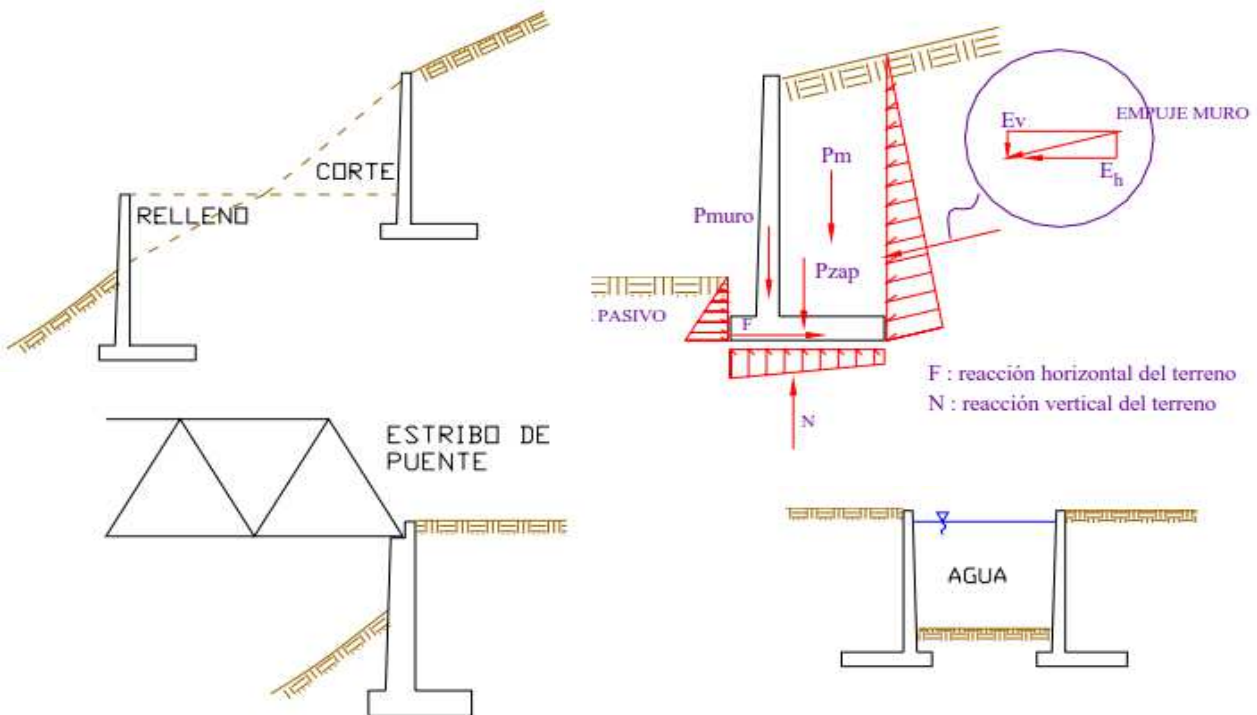 CORTE
RELLENO
Pm
Pmuro
Pzap
Ev
EMPUJE MURO
Eh
PASIVO
F
F : reacción horizontal del terreno
N : reacción vertical del terreno
N
ESTRIBO DE
PUENTE
AGUA